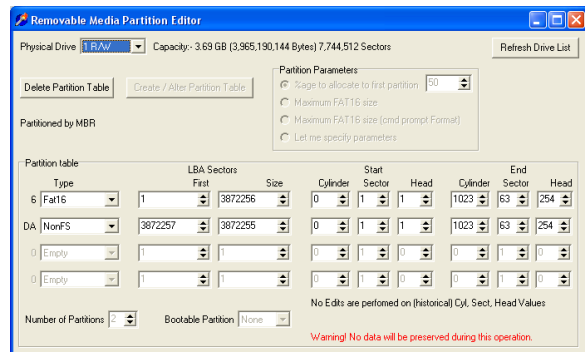 Removable Media Partition Editor
Physical Drive 1 R/W Capacity:- 3.69 GB (3,965,190,144 Bytes) 7,744,512 Sectors Refresh Drive List
Partition Parameters
Delete Partition Table Create / Alter Partition Table %age to allocate to first partition 50
Maximum FAT16 size
Partitioned by MBR Maximum FAT16 size (cmd prompt Format)
Let me specify parameters
Partition table
LBA Sectors Start End
Type First Size Cylinder Sector Head Cylinder Sector Head
6 Fat16 1 3872256 0 1 1 1023 63 254
DA NonFS 3872257 3872255 0 1 1 1023 63 254
0 Empty 1 1 0 1 0 0 1 0
0 Empty 1 1 0 1 0 0 1 0
No Edits are perfomed on (historical) Cyl, Sect, Head Values
Number of Partitions 2 Bootable Partition None
Warning! No data will be preserved during this operation.